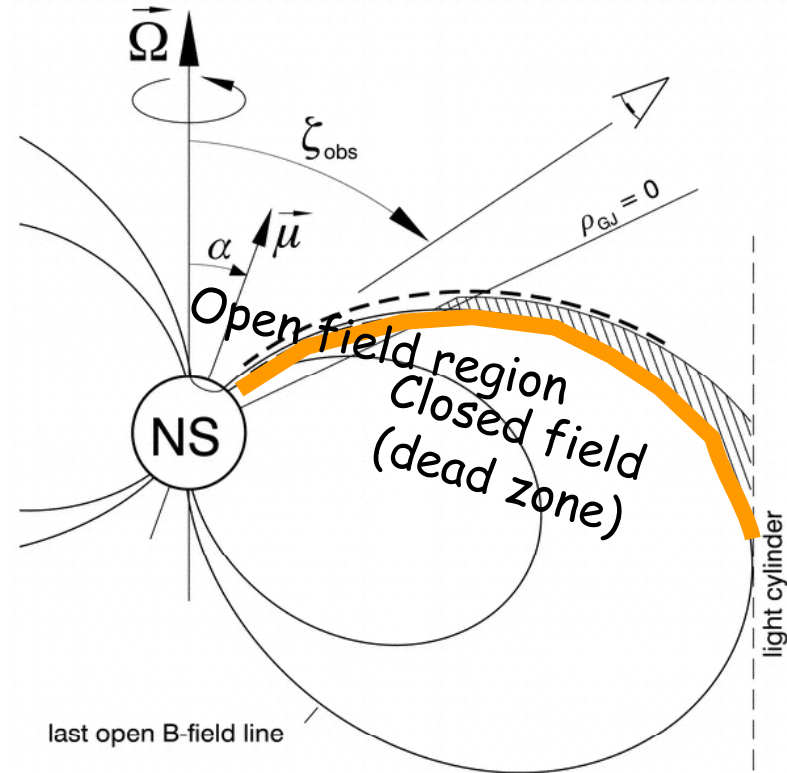 Ω
ζobs
α
μ
ρGJ = 0
Open field region
Closed field
(dead zone)
NS
light cylinder
last open B-field line